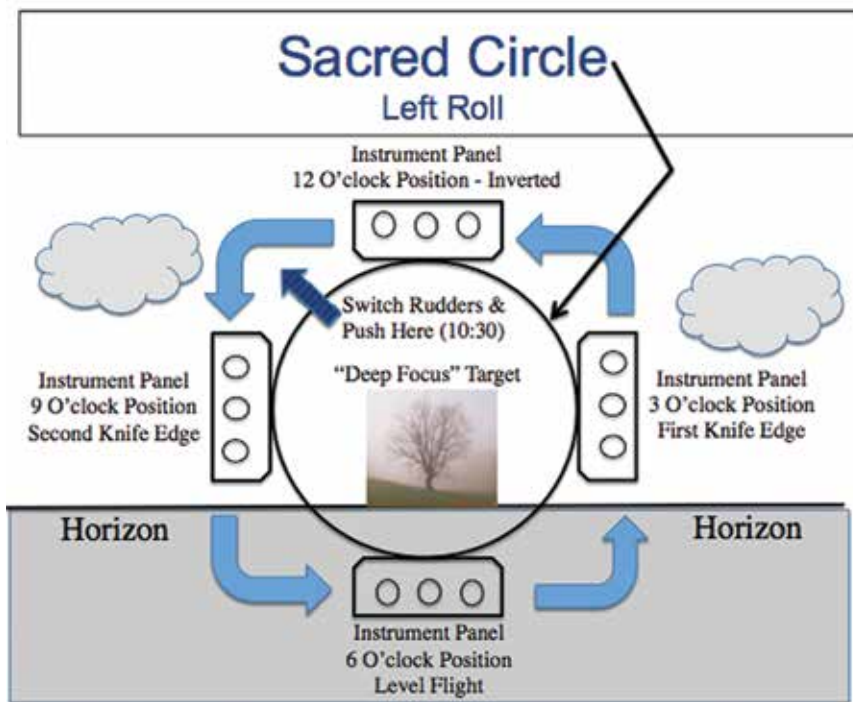 Sacred Circle
Left Roll
Instrument Panel
12 O'clock Position - Inverted
Switch Rudders &
Push Here (10:30)
"Deep Focus" Target
Instrument Panel
9 O'clock Position
Second Knife Edge
Instrument Panel
3 O'clock Position
First Knife Edge
Horizon
Horizon
Instrument Panel
6 O'clock Position
Level Flight